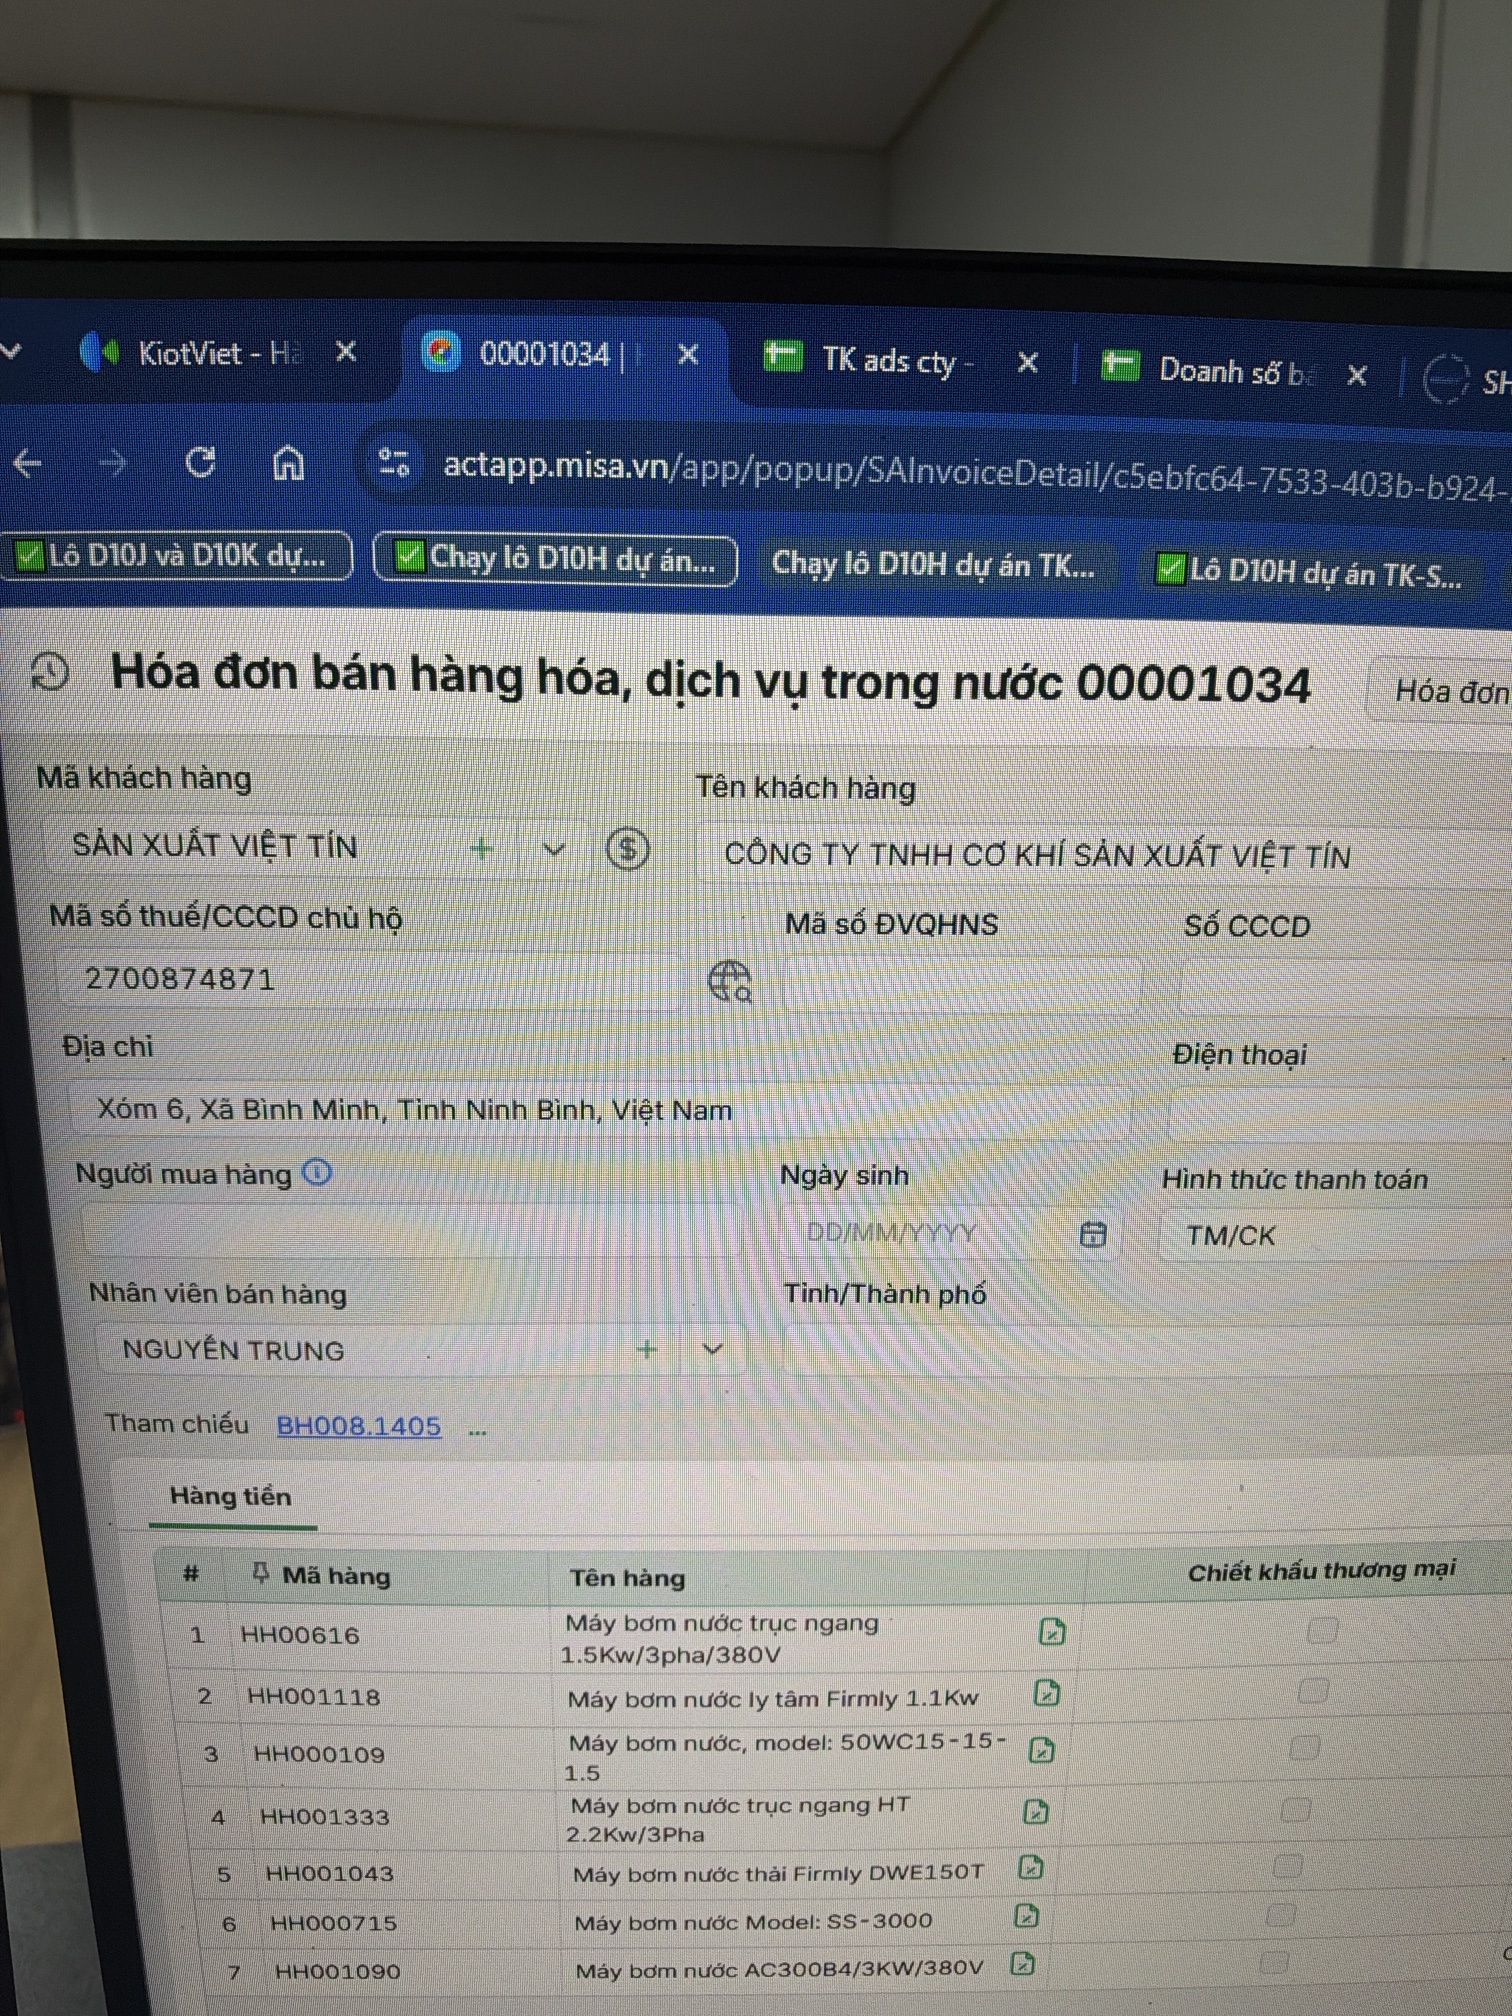 KiotViet - Hà
00001034 |
TK ads cty -
Doanh số b
SH
actapp.misa.vn/app/popup/SAInvoiceDetail/c5ebfc64-7533-403b-b924-
Lô D10J và D10K dự...
Chạy lô D10H dự án...
Chạy lô D10H dự án TK...
Lô D10H dự án TK-S...
Hóa đơn bán hàng hóa, dịch vụ trong nước 00001034
Hóa đơn
Mã khách hàng
Tên khách hàng
SẢN XUẤT VIỆT TÍN
CÔNG TY TNHH CƠ KHÍ SẢN XUẤT VIỆT TÍN
Mã số thuế/CCCD chủ hộ
Mã số ĐVQHNS
Số CCCD
2700874871
Địa chỉ
Điện thoại
Xóm 6, Xã Bình Minh, Tỉnh Ninh Bình, Việt Nam
Người mua hàng
Ngày sinh
Hình thức thanh toán
DD/MM/YYYY
TM/CK
Nhân viên bán hàng
Tỉnh/Thành phố
NGUYỄN TRUNG
Tham chiếu BH008.1405 ...
Hàng tiền
# Mã hàng Tên hàng Chiết khấu thương mại
1 HH00616 Máy bơm nước trục ngang
1.5Kw/3pha/380V
2 HH001118 Máy bơm nước ly tâm Firmly 1.1Kw
3 HH000109 Máy bơm nước, model: 50WC15-15-
1.5
4 HH001333 Máy bơm nước trục ngang HT
2.2Kw/3Pha
5 HH001043 Máy bơm nước thải Firmly DWE150T
6 HH000715 Máy bơm nước Model: SS-3000
7 HH001090 Máy bơm nước AC300B4/3KW/380V